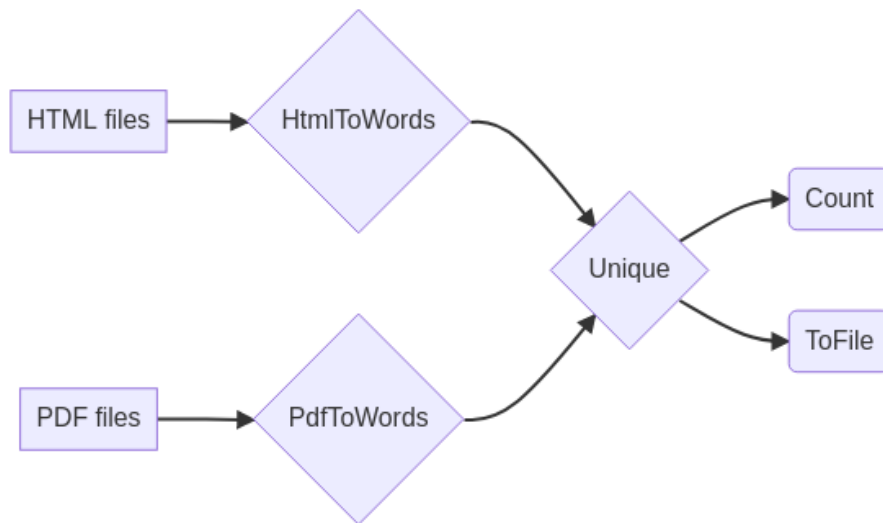 HTML files
HtmlToWords
Count
Unique
ToFile
PDF files
PdfToWords